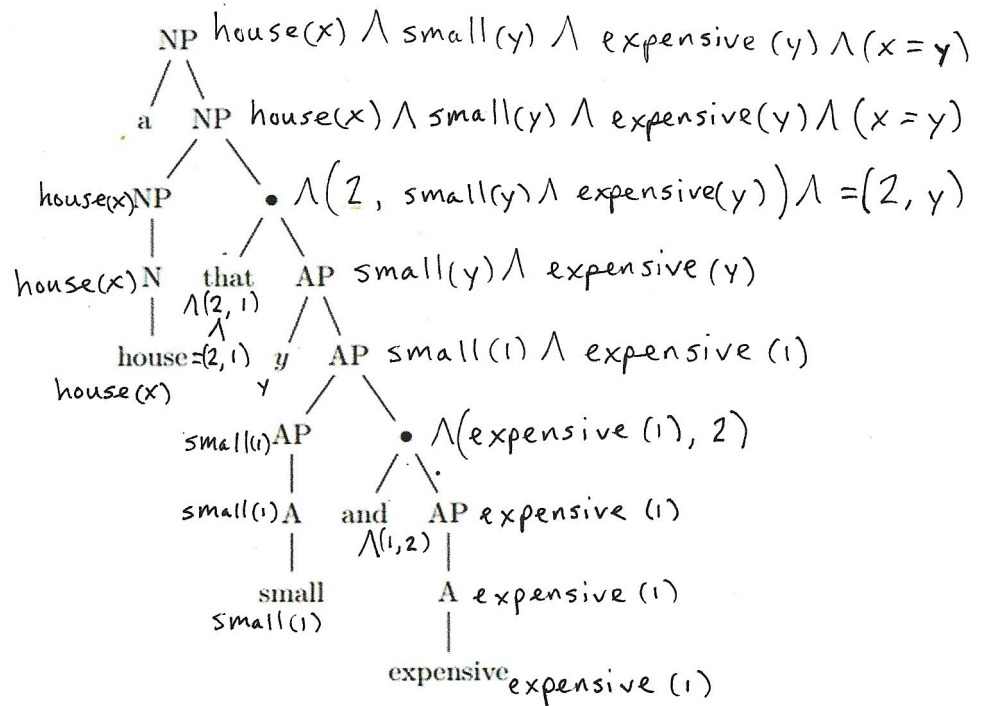 NP house(x) ∧ small(y) ∧ expensive (y) ∧ (x = y)
a NP house(x) ∧ small(y) ∧ expensive(y) ∧ (x = y)
house(x) NP • ∧(2, small(y) ∧ expensive(y)) ∧ =(2, y)
house(x) N that AP small(y) ∧ expensive (y)
∧(2, 1)
∧
house =(2, 1) y AP small(1) ∧ expensive (1)
house(x) y
small(1) AP • ∧(expensive (1), 2)
small(1) A and AP expensive (1)
∧(1,2)
small A expensive (1)
small(1)
expensive expensive (1)